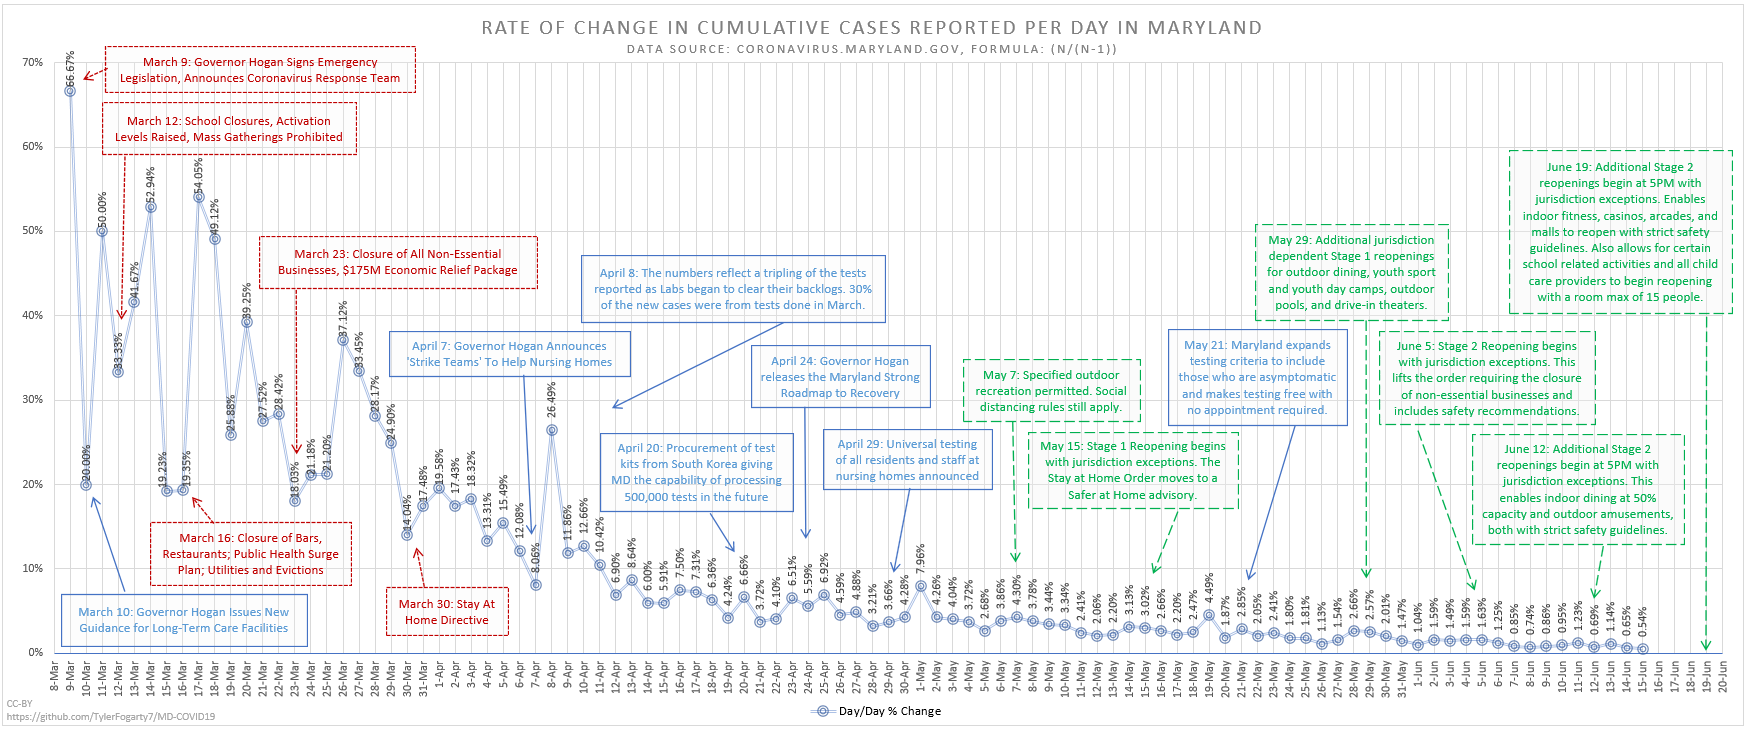 RATE OF CHANGE IN CUMULATIVE CASES REPORTED PER DAY IN MARYLAND
DATA SOURCE: CORONAVIRUS.MARYLAND.GOV, FORMULA: (N/(N-1))
70%
60%
50%
40%
30%
20%
10%
0%
March 9: Governor Hogan Signs Emergency
Legislation, Announces Coronavirus Response Team
March 12: School Closures, Activation
Levels Raised, Mass Gatherings Prohibited
March 23: Closure of All Non-Essential
Businesses, $175M Economic Relief Package
March 16: Closure of Bars,
Restaurants; Public Health Surge
Plan; Utilities and Evictions
March 10: Governor Hogan Issues New
Guidance for Long-Term Care Facilities
March 30: Stay At
Home Directive
April 7: Governor Hogan Announces
'Strike Teams' To Help Nursing Homes
April 8: The numbers reflect a tripling of the tests
reported as Labs began to clear their backlogs. 30%
of the new cases were from tests done in March.
April 20: Procurement of test
kits from South Korea giving
MD the capability of processing
500,000 tests in the future
April 24: Governor Hogan
releases the Maryland Strong
Roadmap to Recovery
April 29: Universal testing
of all residents and staff at
nursing homes announced
May 7: Specified outdoor
recreation permitted. Social
distancing rules still apply.
May 15: Stage 1 Reopening begins
with jurisdiction exceptions. The
Stay at Home Order moves to a
Safer at Home advisory.
May 21: Maryland expands
testing criteria to include
those who are asymptomatic
and makes testing free with
no appointment required.
May 29: Additional jurisdiction
dependent Stage 1 reopenings
for outdoor dining, youth sport
and youth day camps, outdoor
pools, and drive-in theaters.
June 5: Stage 2 Reopening begins
with jurisdiction exceptions. This
lifts the order requiring the closure
of non-essential businesses and
includes safety recommendations.
June 12: Additional Stage 2
reopenings begin at 5PM with
jurisdiction exceptions. This
enables indoor dining at 50%
capacity and outdoor amusements,
both with strict safety guidelines.
June 19: Additional Stage 2
reopenings begin at 5PM with
jurisdiction exceptions. Enables
indoor fitness, casinos, arcades, and
malls to reopen with strict safety
guidelines. Also allows for certain
school related activities and all child
care providers to begin reopening
with a room max of 15 people.
66.67%
20.00%
50.00%
33.33%
41.67%
52.94%
19.23%
19.35%
54.05%
49.12%
25.88%
39.25%
27.52%
28.42%
18.03%
21.18%
21.20%
37.12%
33.45%
28.17%
24.90%
14.04%
17.48%
19.58%
17.43%
18.32%
13.31%
15.49%
12.08%
8.06%
26.49%
11.86%
12.66%
10.42%
6.90%
8.64%
6.00%
5.91%
7.50%
7.31%
6.36%
4.24%
6.66%
3.72%
4.10%
6.51%
5.59%
6.92%
4.59%
4.88%
3.21%
3.66%
4.28%
7.96%
4.26%
4.04%
3.72%
2.68%
3.86%
4.30%
3.78%
3.44%
3.34%
2.41%
2.06%
2.20%
3.13%
3.02%
2.66%
2.20%
2.47%
4.49%
1.87%
2.85%
2.05%
2.41%
1.80%
1.81%
1.13%
1.54%
2.66%
2.57%
2.01%
1.47%
1.04%
1.59%
1.49%
1.59%
1.63%
1.25%
0.85%
0.74%
0.86%
0.95%
1.23%
0.69%
1.14%
0.65%
0.54%
8-Mar
9-Mar
10-Mar
11-Mar
12-Mar
13-Mar
14-Mar
15-Mar
16-Mar
17-Mar
18-Mar
19-Mar
20-Mar
21-Mar
22-Mar
23-Mar
24-Mar
25-Mar
26-Mar
27-Mar
28-Mar
29-Mar
30-Mar
31-Mar
1-Apr
2-Apr
3-Apr
4-Apr
5-Apr
6-Apr
7-Apr
8-Apr
9-Apr
10-Apr
11-Apr
12-Apr
13-Apr
14-Apr
15-Apr
16-Apr
17-Apr
18-Apr
19-Apr
20-Apr
21-Apr
22-Apr
23-Apr
24-Apr
25-Apr
26-Apr
27-Apr
28-Apr
29-Apr
30-Apr
1-May
2-May
3-May
4-May
5-May
6-May
7-May
8-May
9-May
10-May
11-May
12-May
13-May
14-May
15-May
16-May
17-May
18-May
19-May
20-May
21-May
22-May
23-May
24-May
25-May
26-May
27-May
28-May
29-May
30-May
31-May
1-Jun
2-Jun
3-Jun
4-Jun
5-Jun
6-Jun
7-Jun
8-Jun
9-Jun
10-Jun
11-Jun
12-Jun
13-Jun
14-Jun
15-Jun
16-Jun
17-Jun
18-Jun
19-Jun
20-Jun
CC-BY
https://github.com/TylerFogarty7/MD-COVID19
Day/Day % Change